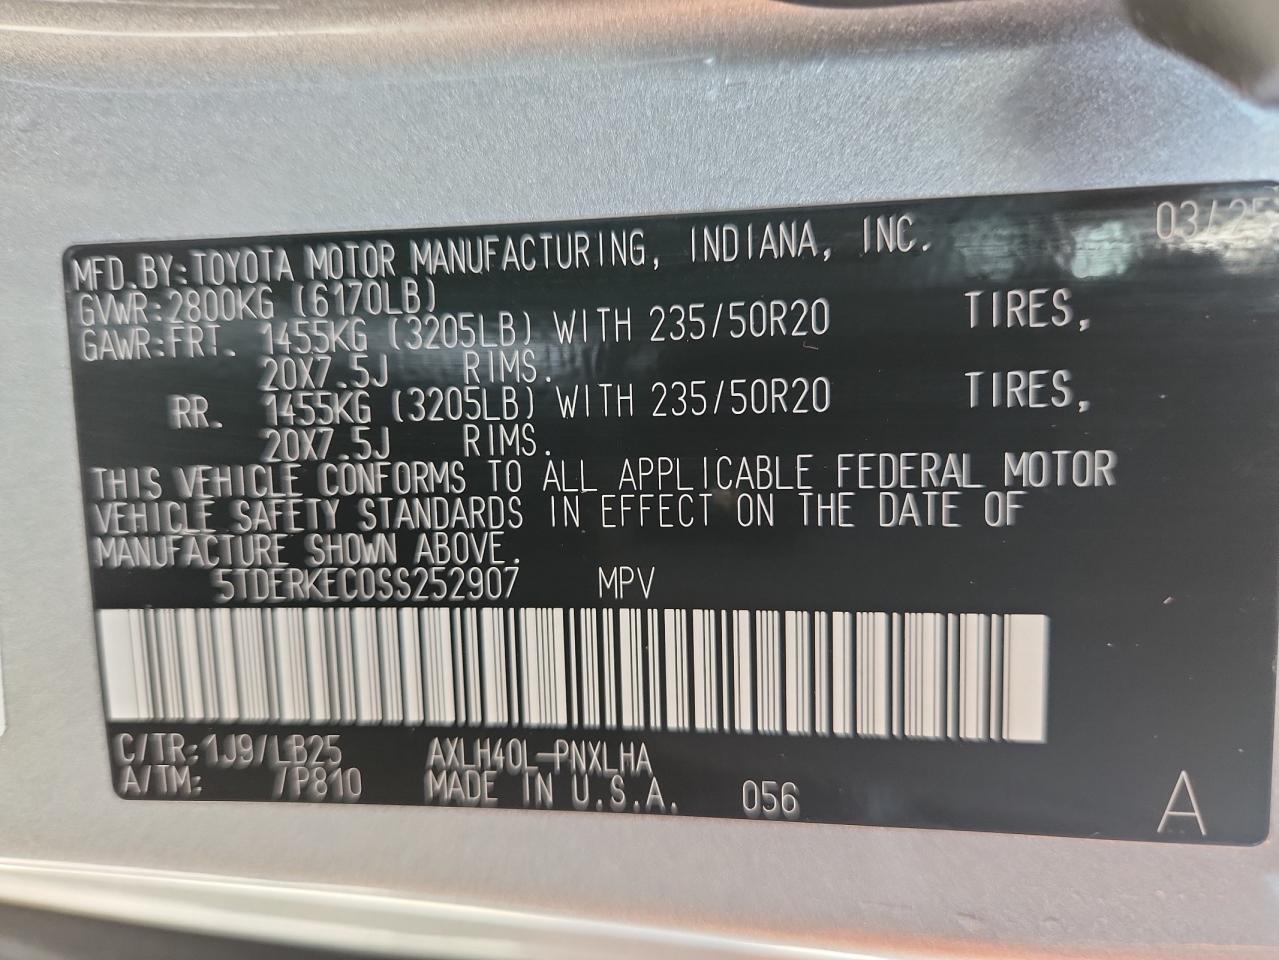 03/25
MFD.BY:TOYOTA MOTOR MANUFACTURING, INDIANA, INC.
GVWR:2800KG (6170LB)
GAWR:FRT. 1455KG (3205LB) WITH 235/50R20 TIRES,
20X7.5J RIMS.
RR. 1455KG (3205LB) WITH 235/50R20 TIRES,
20X7.5J RIMS.
THIS VEHICLE CONFORMS TO ALL APPLICABLE FEDERAL MOTOR
VEHICLE SAFETY STANDARDS IN EFFECT ON THE DATE OF
MANUFACTURE SHOWN ABOVE.
5TDERKEC0SS252907 MPV
C/TR:1J9/LB25 AXLH40L-PNXLHA
A/TM: /P810 MADE IN U.S.A. 056 A